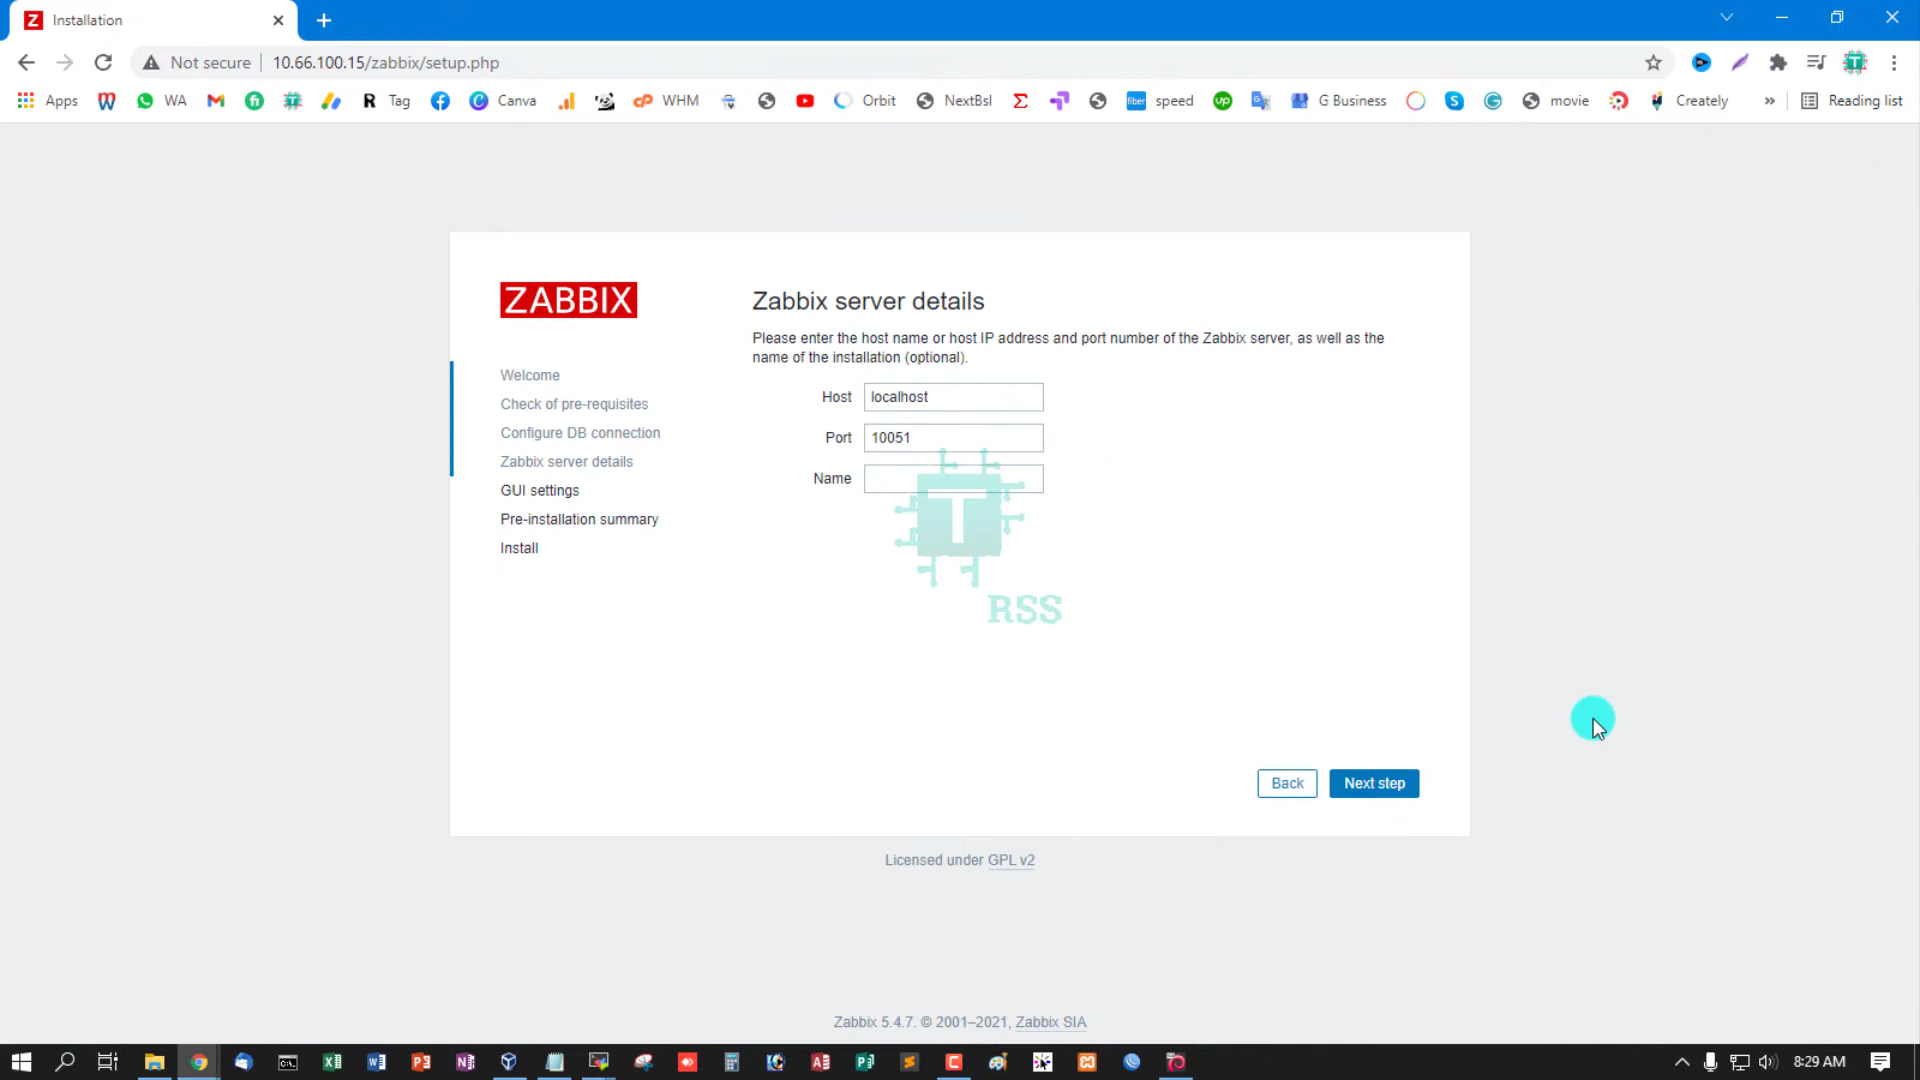 Installation
Not secure
10.66.100.15/zabbix/setup.php
Apps
WA
Tag
Canva
WHM
Orbit
NextBsl
fiber
speed
up
G Business
movie
Creately
Reading list
ZABBIX
Zabbix server details
Please enter the host name or host IP address and port number of the Zabbix server, as well as the
name of the installation (optional).
Welcome
Check of pre-requisites
Configure DB connection
Zabbix server details
GUI settings
Pre-installation summary
Install
Host
localhost
Port
10051
Name
T
RSS
Back
Next step
Licensed under GPL v2
Zabbix 5.4.7. © 2001–2021, Zabbix SIA
8:29 AM